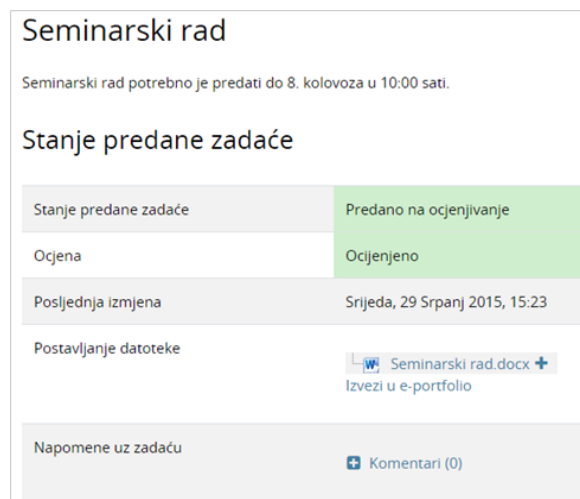 Seminarski rad
Seminarski rad potrebno je predati do 8. kolovoza u 10:00 sati.
Stanje predane zadaće
Stanje predane zadaće Predano na ocjenjivanje
Ocjena Ocijenjeno
Posljednja izmjena Srijeda, 29 Srpanj 2015, 15:23
Postavljanje datoteke
Seminarski rad.docx
Izvezi u e-portfolio
Napomene uz zadaću
Komentari (0)